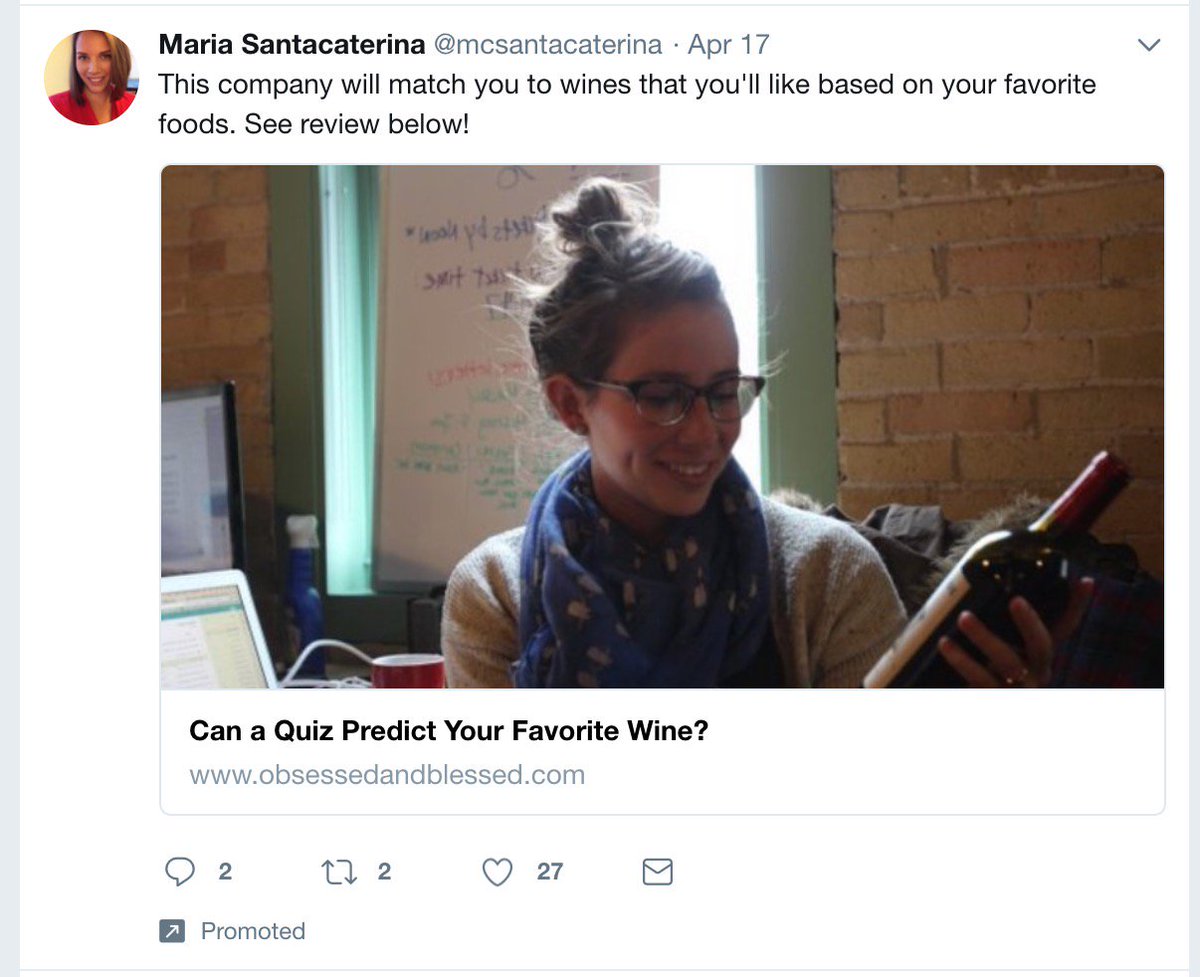 Maria Santacaterina @mcsantacaterina · Apr 17
This company will match you to wines that you'll like based on your favorite
foods. See review below!
Can a Quiz Predict Your Favorite Wine?
www.obsessedandblessed.com
2 2 27
Promoted